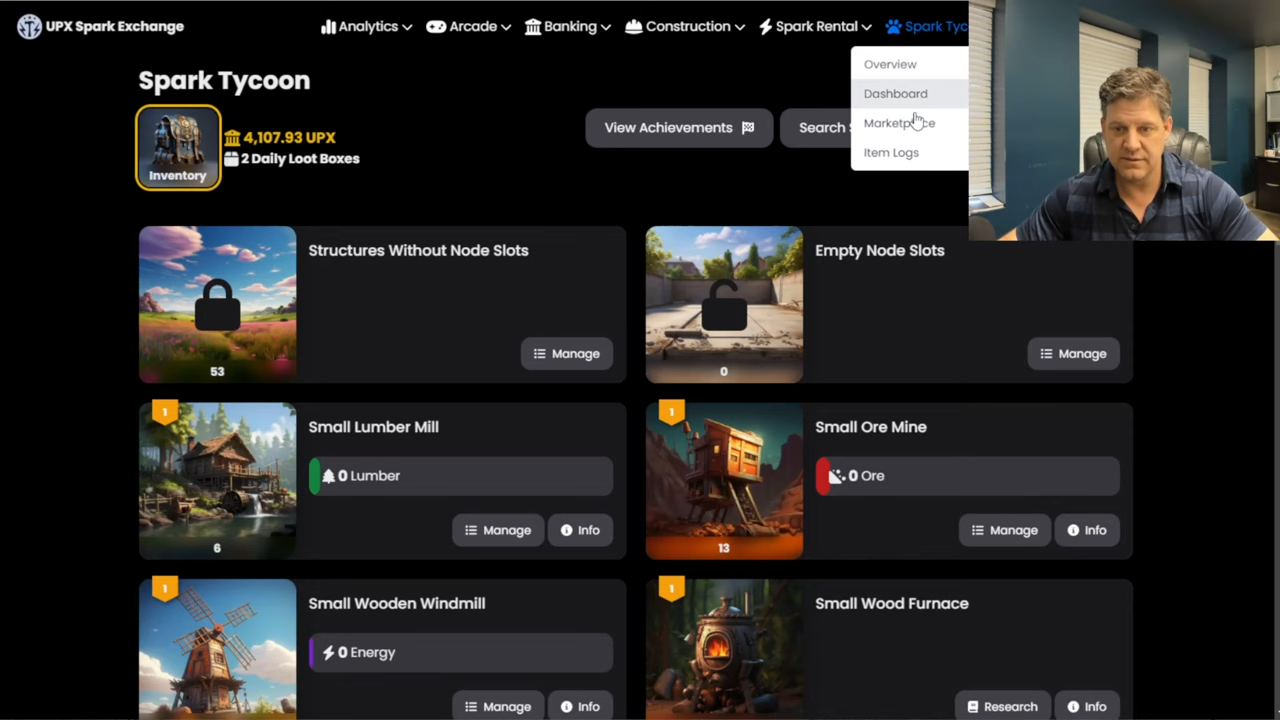 UPX Spark Exchange
Analytics
Arcade
Banking
Construction
Spark Rental
Spark Tyc
Overview
Dashboard
Marketplace
Item Logs
Spark Tycoon
Inventory
4,107.93 UPX
2 Daily Loot Boxes
View Achievements
Search
Structures Without Node Slots
53
Manage
Empty Node Slots
0
Manage
1
Small Lumber Mill
0 Lumber
6
Manage
Info
1
Small Ore Mine
0 Ore
13
Manage
Info
1
Small Wooden Windmill
0 Energy
Manage
Info
1
Small Wood Furnace
Research
Info